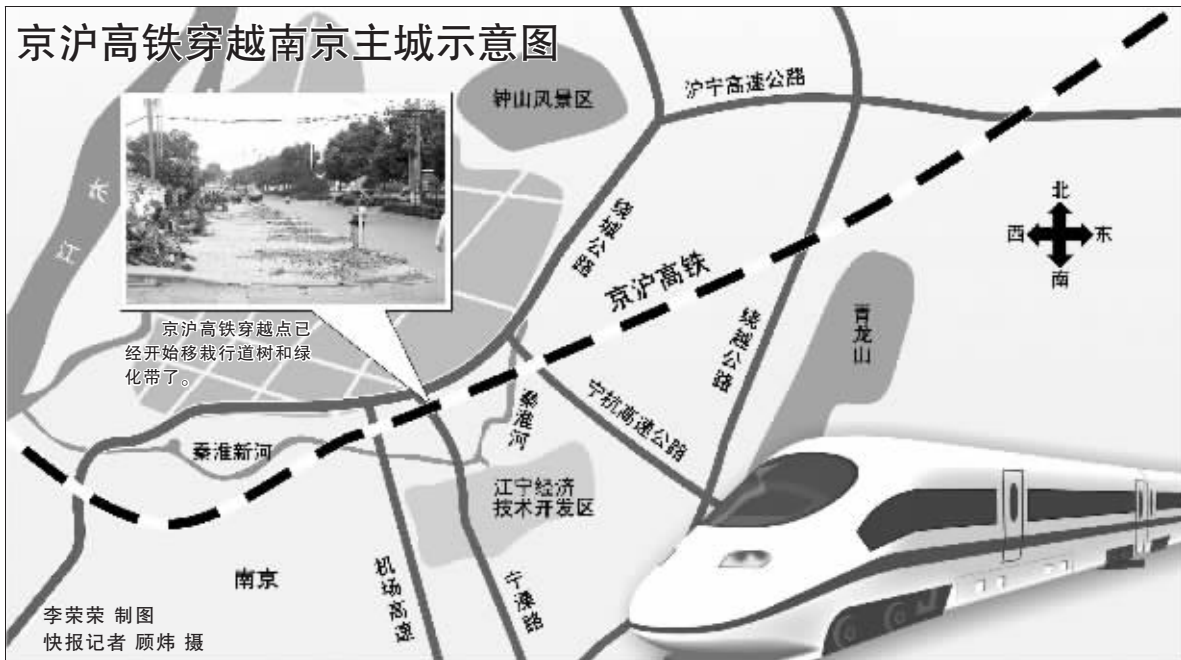 京沪高铁穿越南京主城示意图
钟山风景区
沪宁高速公路
东
江
北
西
东
南
绕城公路
京沪高铁
绕越公路
青龙山
京沪高铁穿越点已
经开始移栽行道树和绿
化带了。
秦淮河
宁杭高速公路
秦淮新河
江宁经济
技术开发区
南京
机场高速
宁溧路
李荣荣 制图
快报记者 顾炜 摄